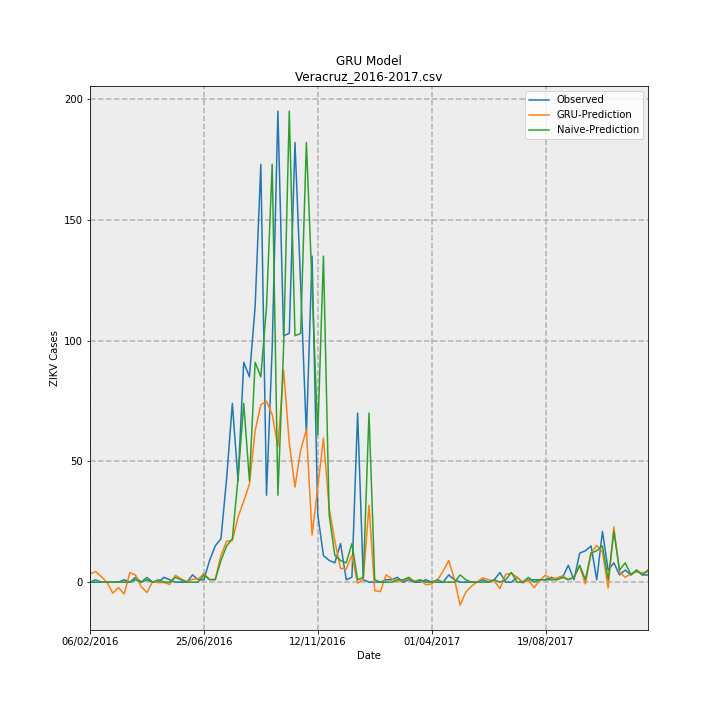 GRU Model
Veracruz_2016-2017.csv
Observed
GRU-Prediction
Naive-Prediction
200
150
100
50
0
ZIKV Cases
06/02/2016
25/06/2016
12/11/2016
01/04/2017
19/08/2017
Date